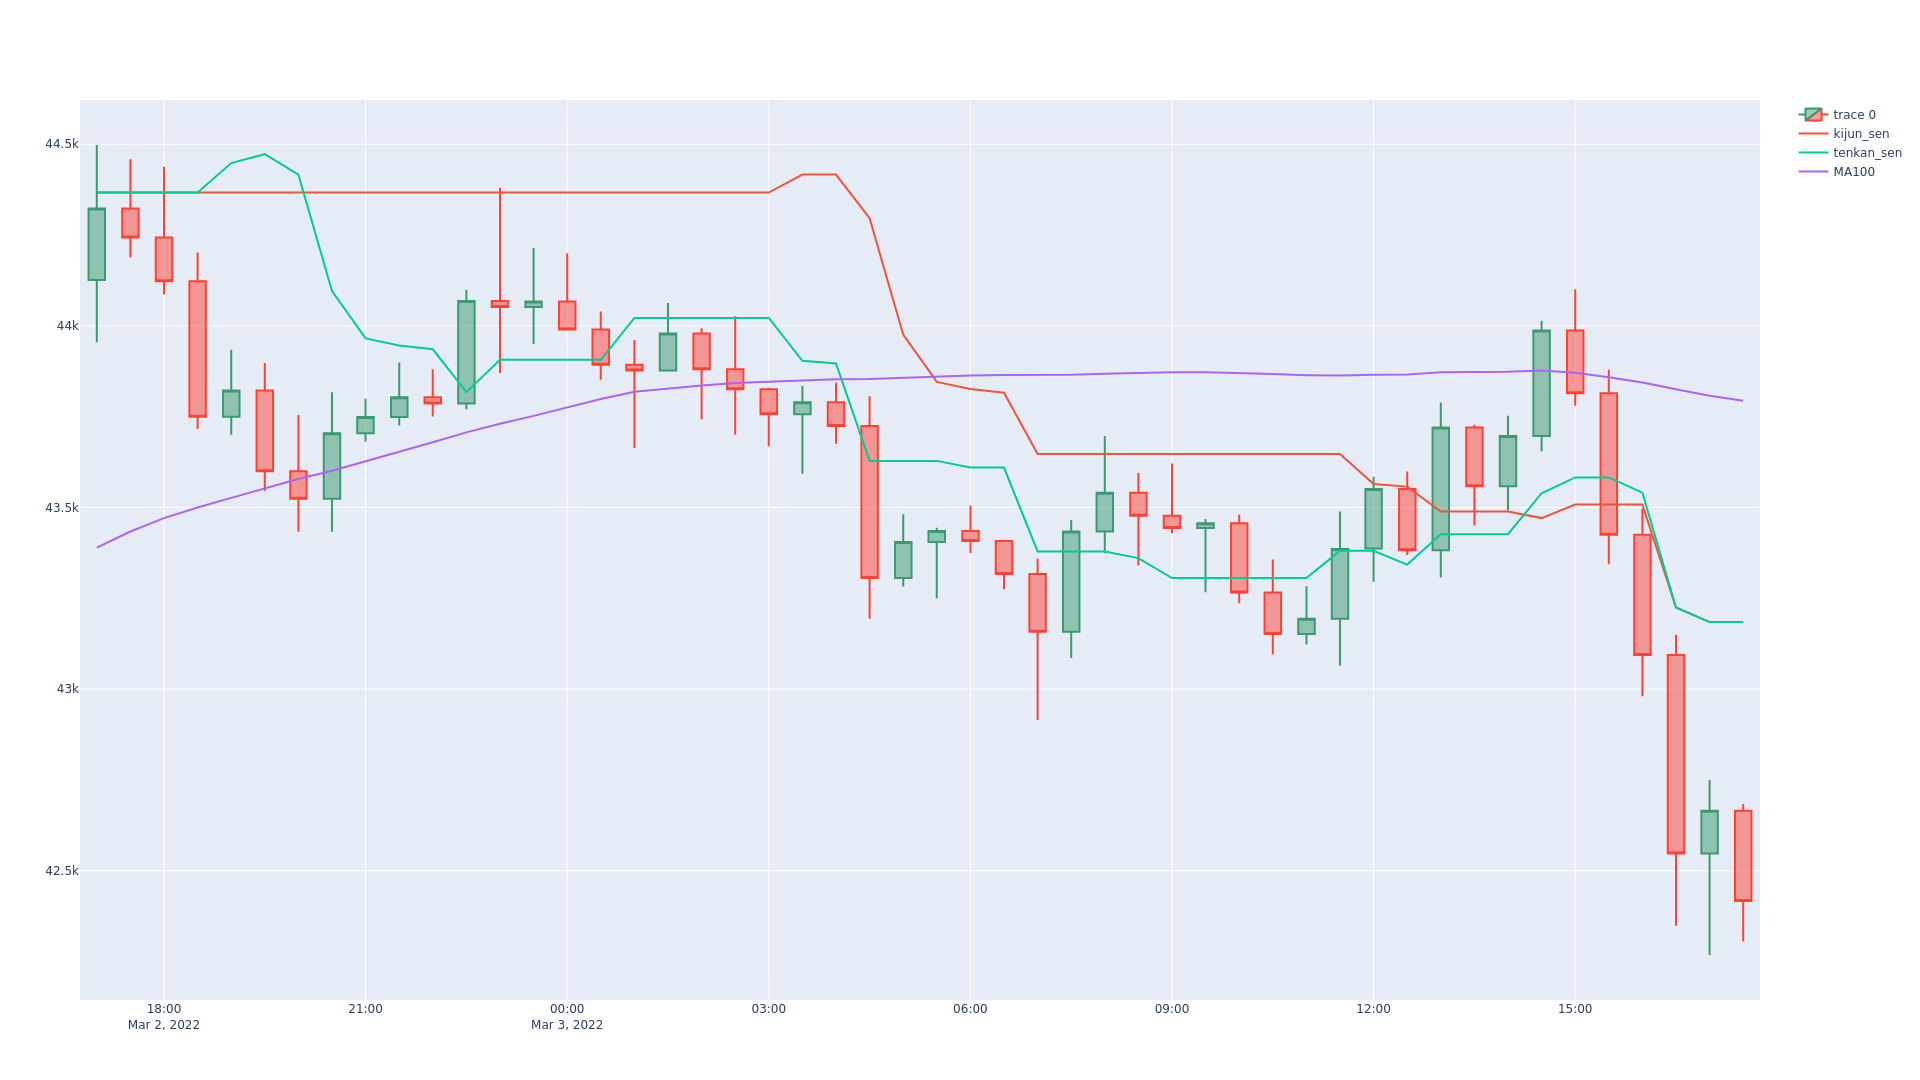 trace 0
kijun_sen
tenkan_sen
MA100
44.5k
44k
43.5k
43k
42.5k
18:00 21:00 00:00 03:00 06:00 09:00 12:00 15:00
Mar 2, 2022 Mar 3, 2022